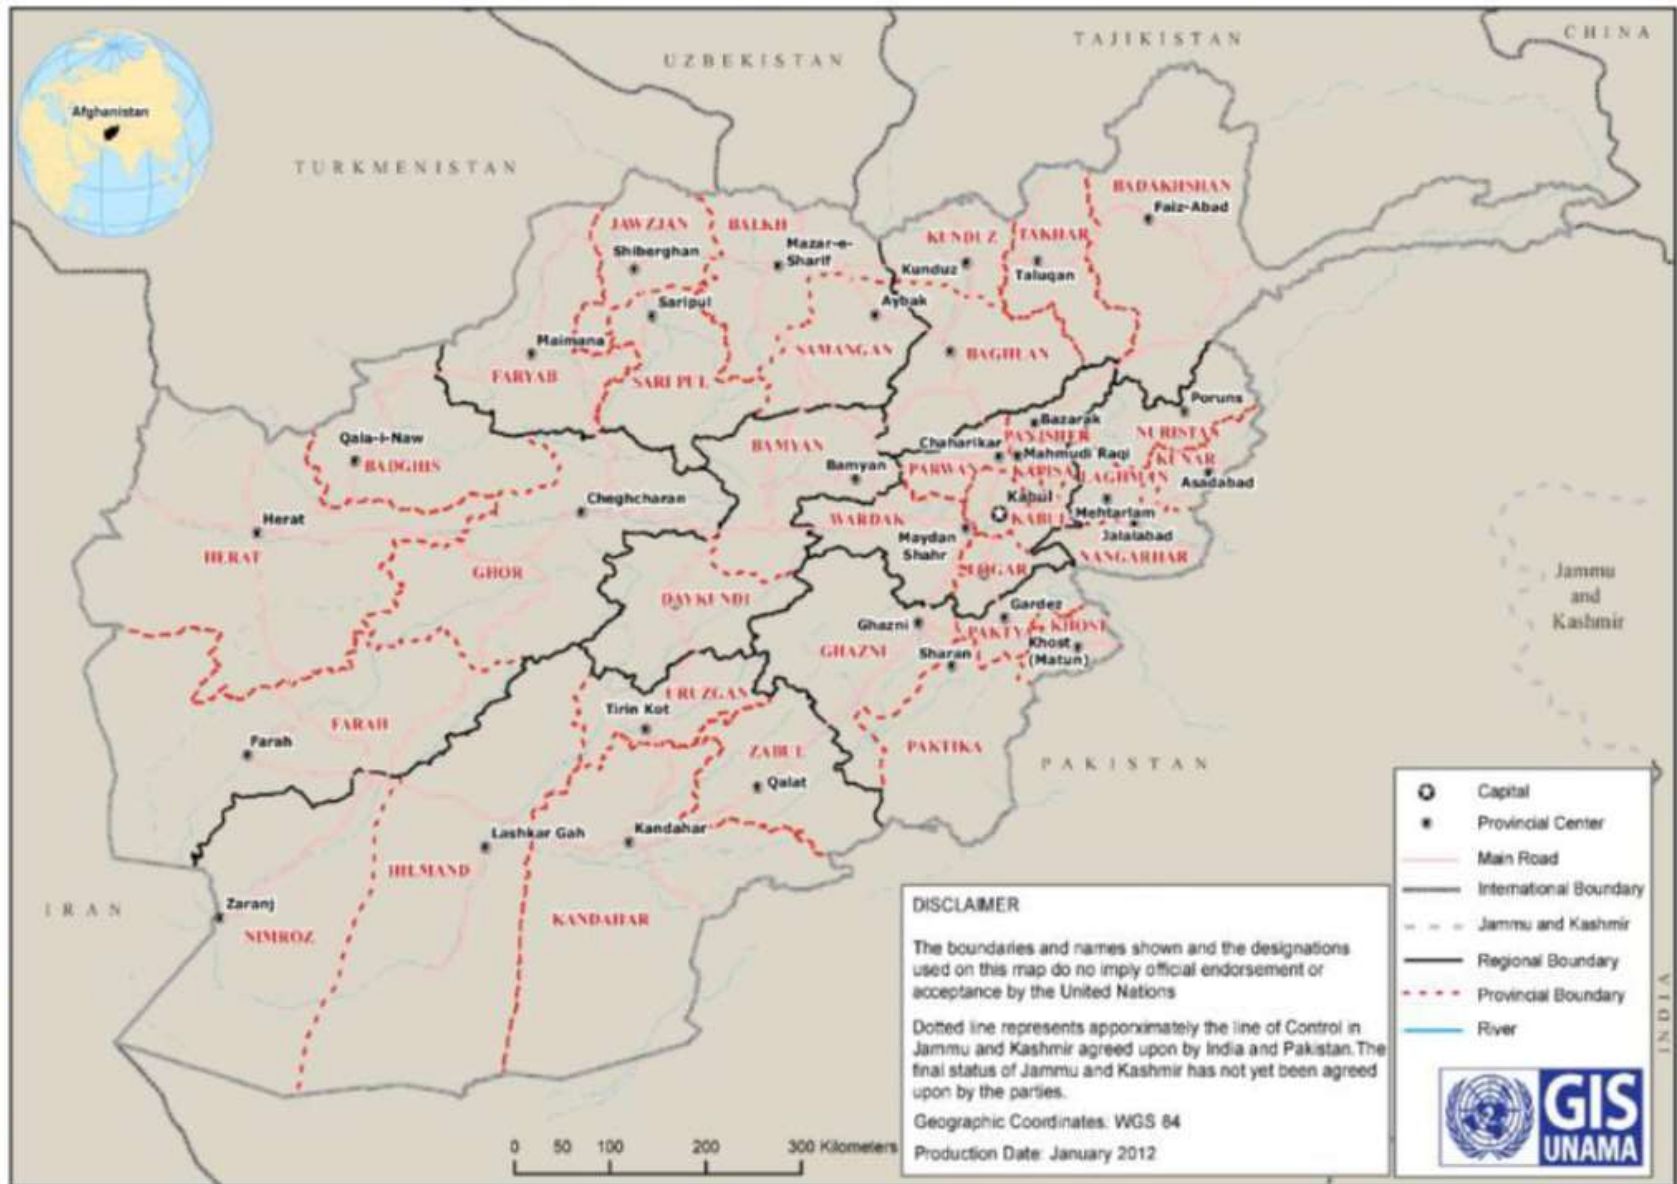 UZBEKISTAN
TAJIKISTAN
CHINA
Afghanistan
TURKMENISTAN
BADAKHSHAN
Faiz-Abad
JAWZJAN
BALKH
KUNDUZ
TAKHAR
Shiberghan
Mazar-e-
Sharif
Kunduz
Taluqan
Saripul
Aybak
Maimana
SAMANGAN
BAGHLAN
FARYAB
SARI PUL
Poruns
Bazarak
Qala-i-Naw
BADGHIS
BAMYAN
Chaharikar
PANJSHER
NURISTAN
Mahmudi Raqi
KUNAR
Bamyan
PARWAN
KAPISA
LAGHMAN
Asadabad
Cheghcharan
Kabul
Herat
WARDAK
KABUL
Mehtarlam
Maydan
Shahr
Jalalabad
HERAT
GHOR
LOGAR
NANGARHAR
Jammu
and
Kashmir
DAYKUNDI
Gardez
Ghazni
PAKTYA
KHOST
GHAZNI
Sharan
Khost
(Matun)
URUZGAN
Tirin Kot
FARAH
Farah
ZABUL
PAKTIKA
PAKISTAN
Qalat
Lashkar Gah
Kandahar
HILMAND
IRAN
Zaranj
NIMROZ
KANDAHAR
Capital
Provincial Center
Main Road
International Boundary
Jammu and Kashmir
Regional Boundary
Provincial Boundary
River
INDIA
DISCLAIMER
The boundaries and names shown and the designations
used on this map do no imply official endorsement or
acceptance by the United Nations
Dotted line represents apporximately the line of Control in
Jammu and Kashmir agreed upon by India and Pakistan.The
final status of Jammu and Kashmir has not yet been agreed
upon by the parties.
Geographic Coordinates: WGS 84
Production Date: January 2012
0 50 100 200 300 Kilometers
GIS
UNAMA